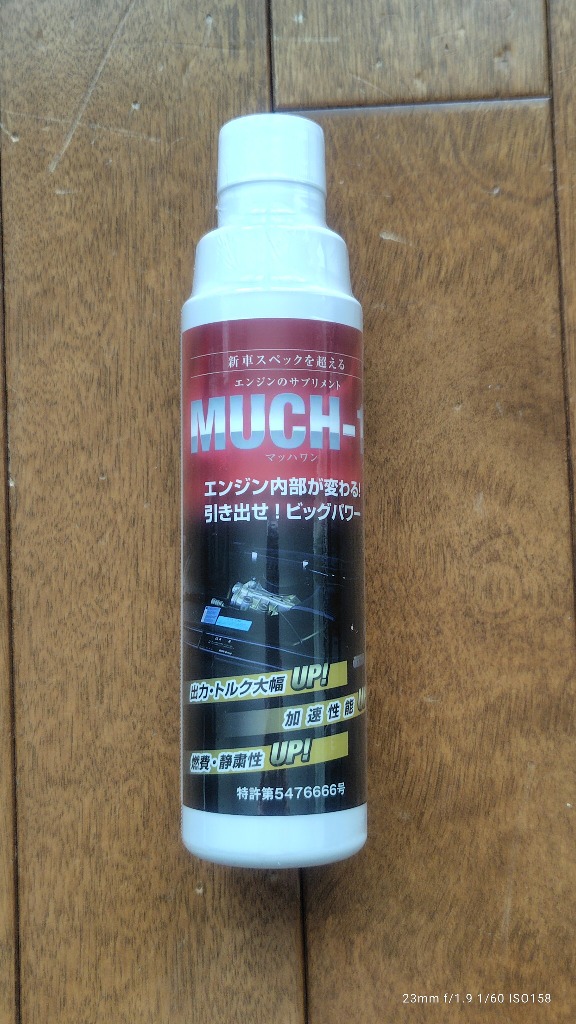 新車スペックを超える
エンジンのサプリメント
MUCH-1
マッハワン
エンジン内部が変わる!
引き出せ!ビッグパワー
出力・トルク大幅 UP!
加速性能
燃費・静粛性 UP!
特許第5476666号
23mm f/1.9 1/60 ISO158